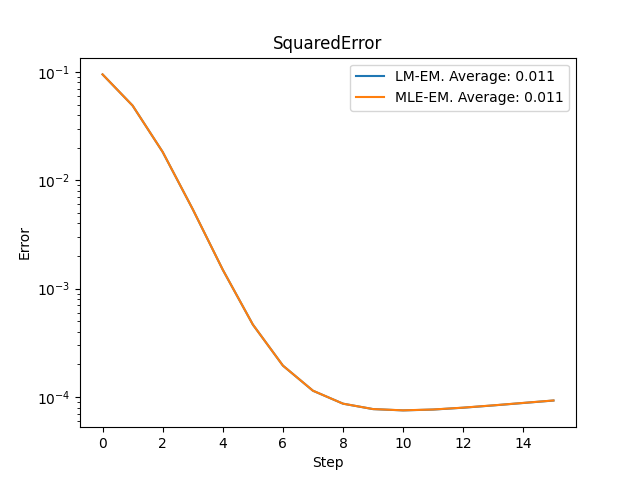 SquaredError
LM-EM. Average: 0.011
MLE-EM. Average: 0.011
Error
10⁻¹
10⁻²
10⁻³
10⁻⁴
0 2 4 6 8 10 12 14
Step